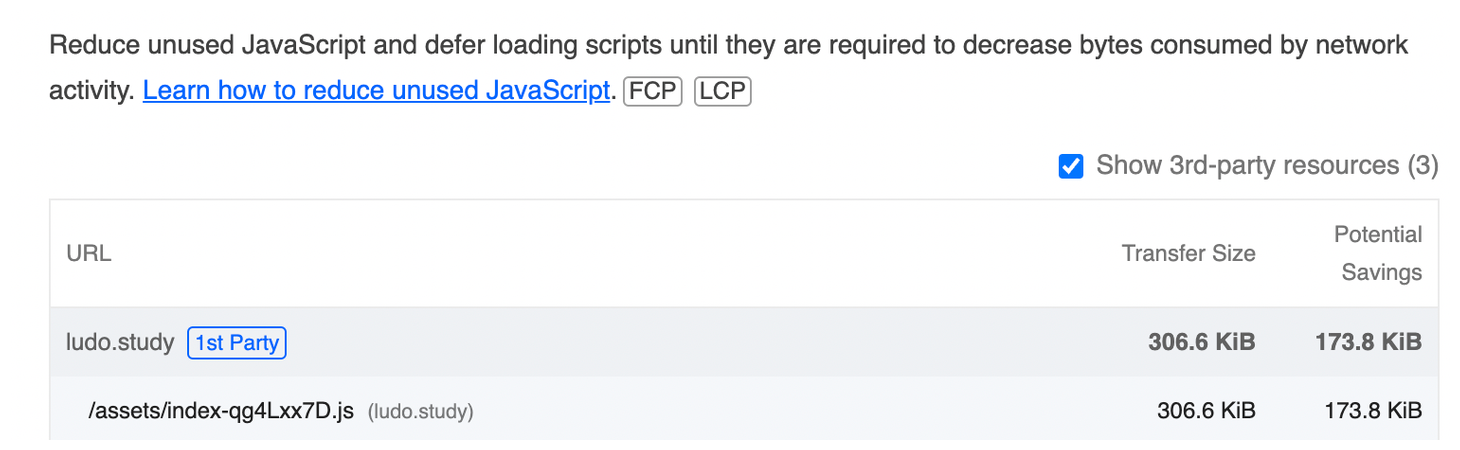 Reduce unused JavaScript and defer loading scripts until they are required to decrease bytes consumed by network
activity. Learn how to reduce unused JavaScript. FCP LCP
Show 3rd-party resources (3)
URL Transfer Size Potential Savings
ludo.study 1st Party 306.6 KiB 173.8 KiB
/assets/index-qg4Lxx7D.js (ludo.study) 306.6 KiB 173.8 KiB